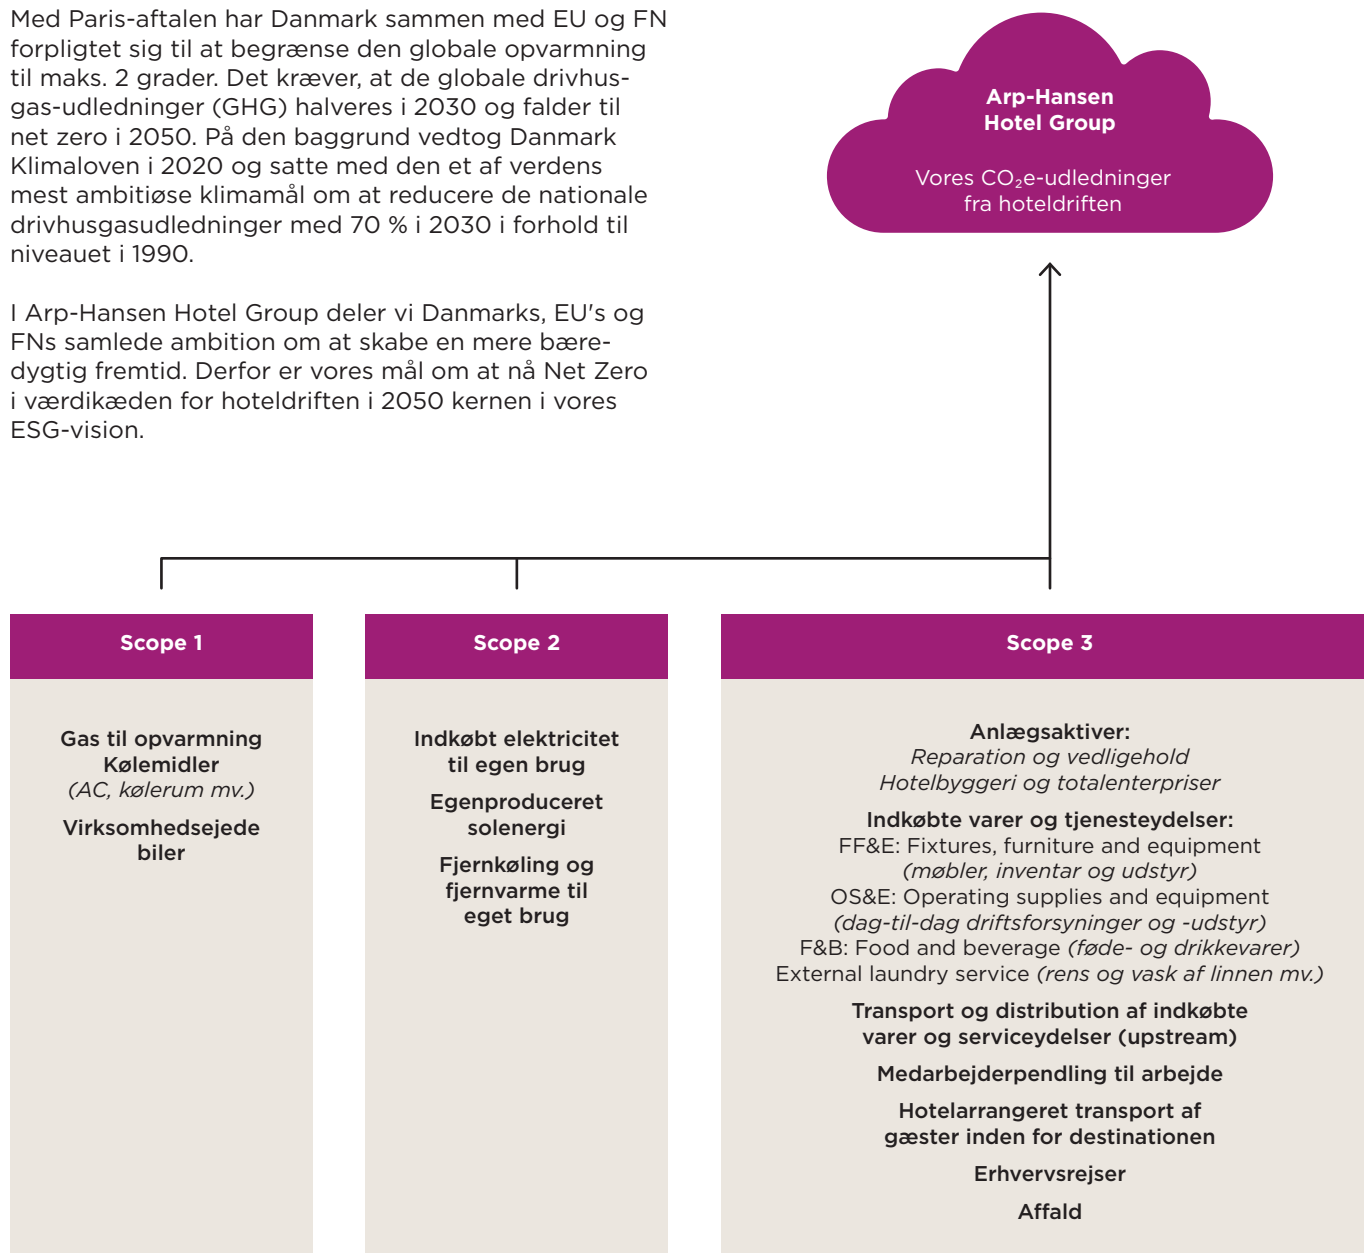 Med Paris-aftalen har Danmark sammen med EU og FN
forpligtet sig til at begrænse den globale opvarmning
til maks. 2 grader. Det kræver, at de globale drivhus-
gas-udledninger (GHG) halveres i 2030 og falder til
net zero i 2050. På den baggrund vedtog Danmark
Klimaloven i 2020 og satte med den et af verdens
mest ambitiøse klimamål om at reducere de nationale
drivhusgasudledninger med 70 % i 2030 i forhold til
niveauet i 1990.
I Arp-Hansen Hotel Group deler vi Danmarks, EU's og
FNs samlede ambition om at skabe en mere bære-
dygtig fremtid. Derfor er vores mål om at nå Net Zero
i værdikæden for hoteldriften i 2050 kernen i vores
ESG-vision.
Arp-Hansen
Hotel Group
Vores CO₂e-udledninger
fra hoteldriften
Scope 1
Gas til opvarmning
Kølemidler
(AC, kølerum mv.)
Virksomhedsejede
biler
Scope 2
Indkøbt elektricitet
til egen brug
Egenproduceret
solenergi
Fjernkøling og
fjernvarme til
eget brug
Scope 3
Anlægsaktiver:
Reparation og vedligehold
Hotelbyggeri og totalenterpriser
Indkøbte varer og tjenesteydelser:
FF&E: Fixtures, furniture and equipment
(møbler, inventar og udstyr)
OS&E: Operating supplies and equipment
(dag-til-dag driftsforsyninger og -udstyr)
F&B: Food and beverage (føde- og drikkevarer)
External laundry service (rens og vask af linnen mv.)
Transport og distribution af indkøbte
varer og serviceydelser (upstream)
Medarbejderpendling til arbejde
Hotelarrangeret transport af
gæster inden for destinationen
Erhvervsrejser
Affald